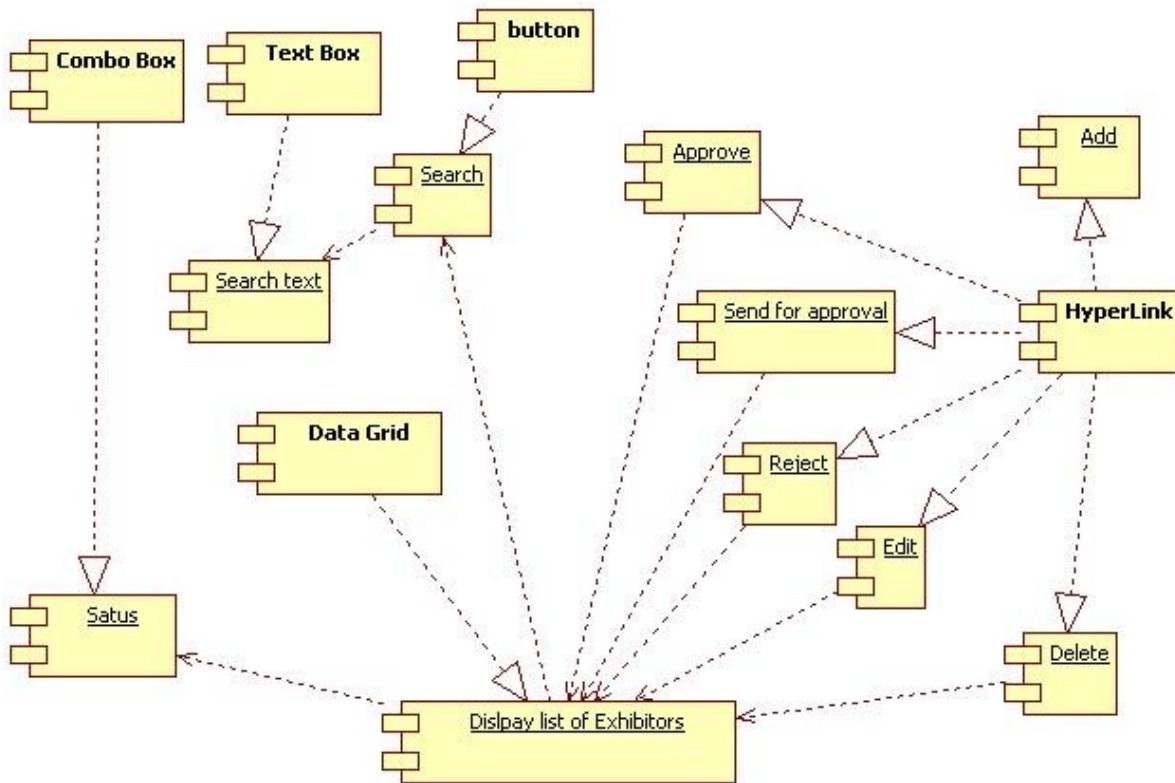 button
Combo Box
Text Box
Add
Approve
Search
Search text
Send for approval
HyperLink
Data Grid
Reject
Edit
Satus
Delete
Dislpay list of Exhibitors